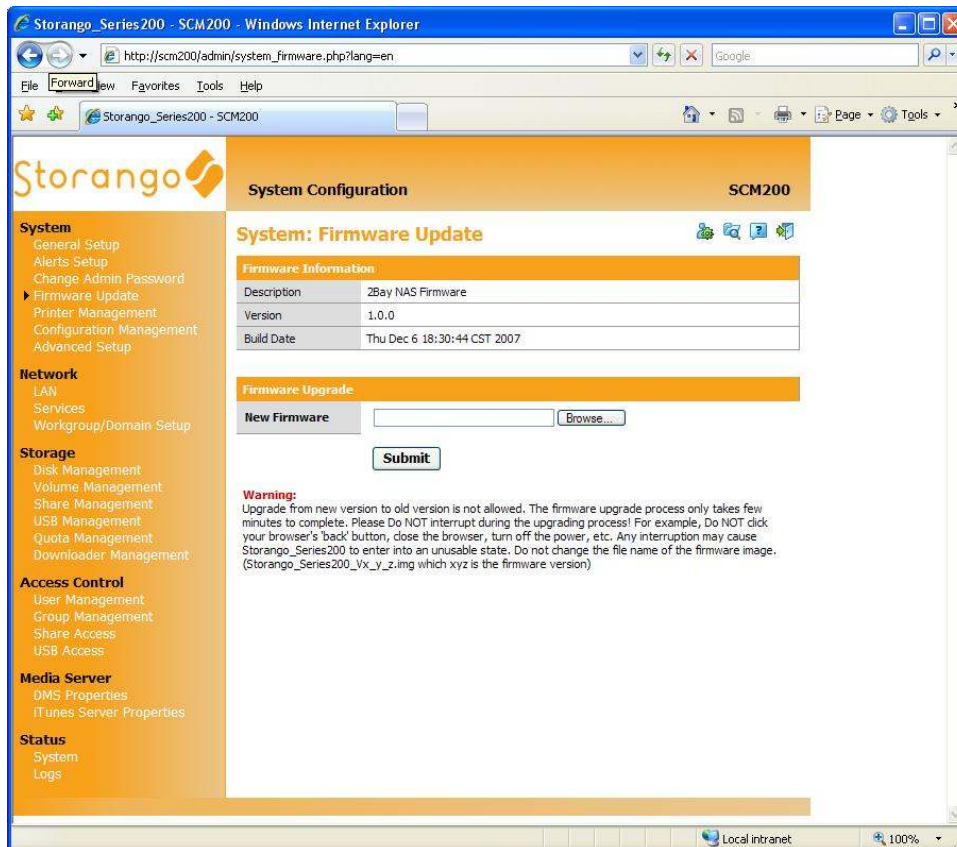 Storango_Series200 - SCM200 - Windows Internet Explorer
http://scm200/admin/system_firmware.php?lang=en
Google
File Forward iew Favorites Tools Help
Storango_Series200 - SCM200
Page Tools
Storango
System Configuration SCM200
System
General Setup
Alerts Setup
Change Admin Password
Firmware Update
Printer Management
Configuration Management
Advanced Setup
Network
LAN
Services
Workgroup/Domain Setup
Storage
Disk Management
Volume Management
Share Management
USB Management
Quota Management
Downloader Management
Access Control
User Management
Group Management
Share Access
USB Access
Media Server
DMS Properties
iTunes Server Properties
Status
System
Logs
System: Firmware Update
Firmware Information
Description 2Bay NAS Firmware
Version 1.0.0
Build Date Thu Dec 6 18:30:44 CST 2007
Firmware Upgrade
New Firmware Browse...
Submit
Warning:
Upgrade from new version to old version is not allowed. The firmware upgrade process only takes few
minutes to complete. Please Do NOT interrupt during the upgrading process! For example, Do NOT click
your browser's 'back' button, close the browser, turn off the power, etc. Any interruption may cause
Storango_Series200 to enter into an unusable state. Do not change the file name of the firmware image.
(Storango_Series200_Vx_y_z.img which xyz is the firmware version)
Local intranet 100%